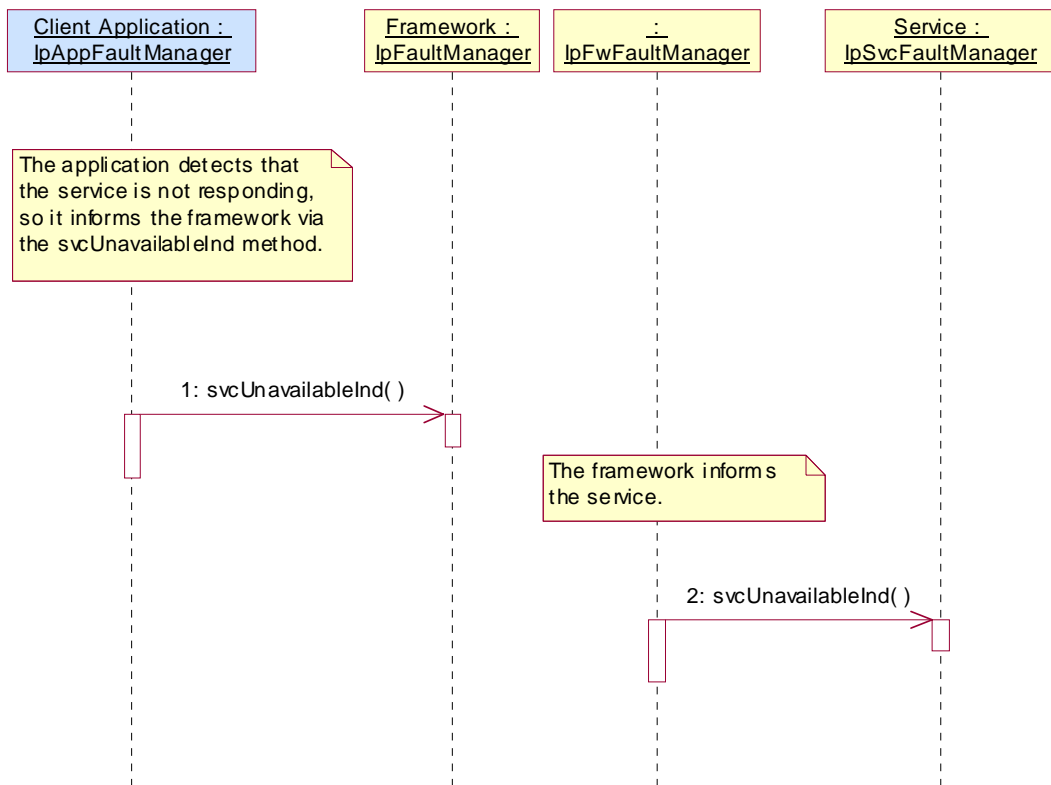 Client Application :
IpAppFaultManager
Framework :
IpFaultManager
:
IpFwFaultManager
Service :
IpSvcFaultManager
The application detects that
the service is not responding,
so it informs the framework via
the svcUnavailableInd method.
1: svcUnavailableInd( )
The framework informs
the service.
2: svcUnavailableInd( )